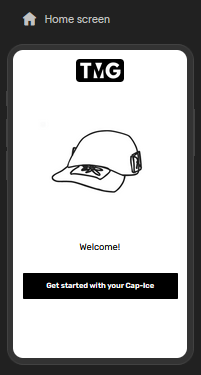 Home screen
TMG
Welcome!
Get started with your Cap-Ice